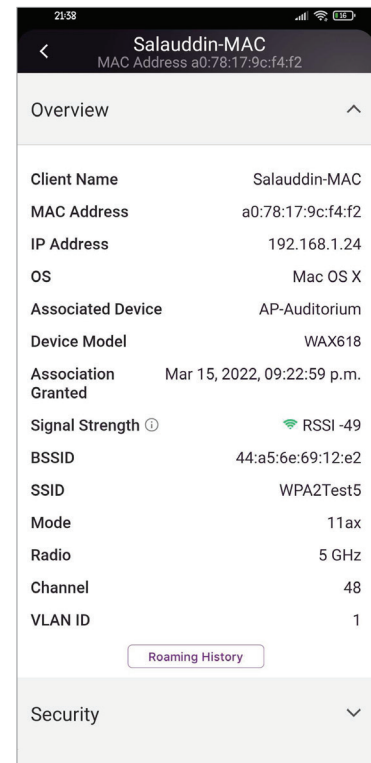 21:38 16
Salauddin-MAC
MAC Address a0:78:17:9c:f4:f2
Overview
Client Name Salauddin-MAC
MAC Address a0:78:17:9c:f4:f2
IP Address 192.168.1.24
OS Mac OS X
Associated Device AP-Auditorium
Device Model WAX618
Association Granted Mar 15, 2022, 09:22:59 p.m.
Signal Strength RSSI -49
BSSID 44:a5:6e:69:12:e2
SSID WPA2Test5
Mode 11ax
Radio 5 GHz
Channel 48
VLAN ID 1
Roaming History
Security